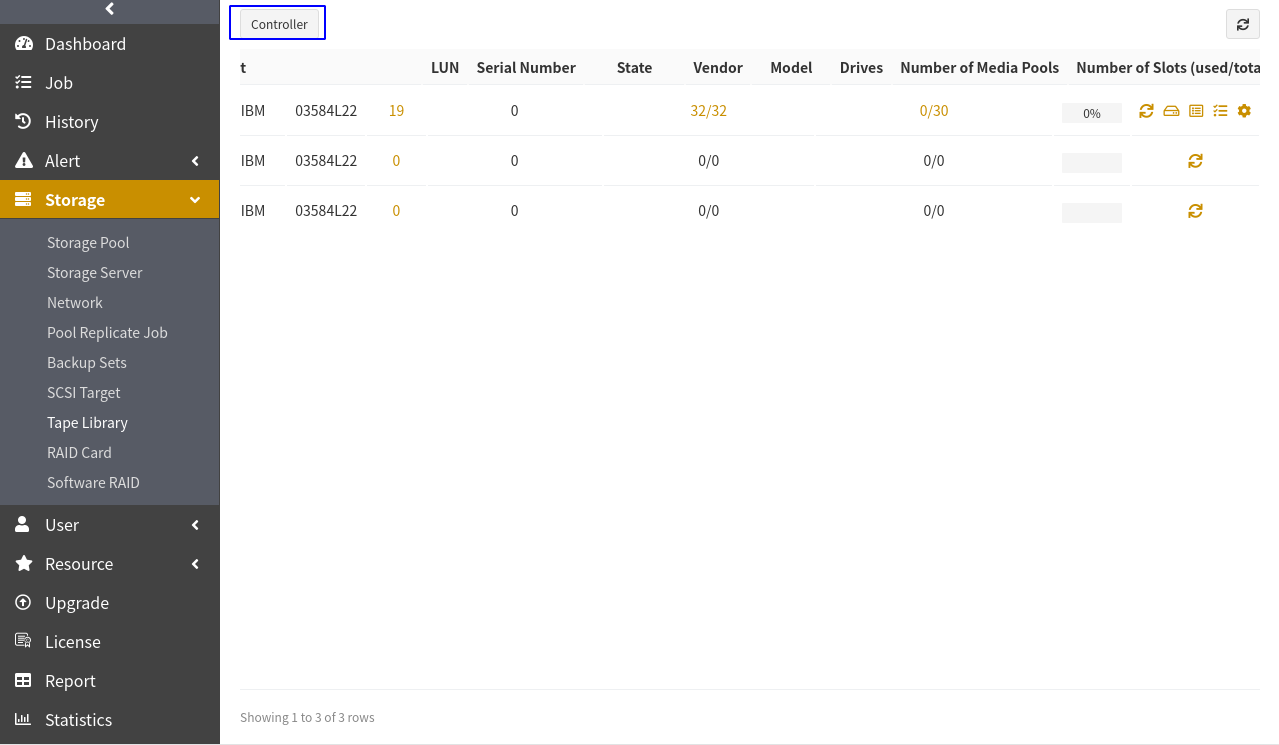 Dashboard
Job
History
Alert
Storage
Storage Pool
Storage Server
Network
Pool Replicate Job
Backup Sets
SCSI Target
Tape Library
RAID Card
Software RAID
User
Resource
Upgrade
License
Report
Statistics
Controller
t LUN Serial Number State Vendor Model Drives Number of Media Pools Number of Slots (used/tota
IBM 03584L22 19 0 32/32 0/30 0%
IBM 03584L22 0 0 0/0 0/0
IBM 03584L22 0 0 0/0 0/0
Showing 1 to 3 of 3 rows